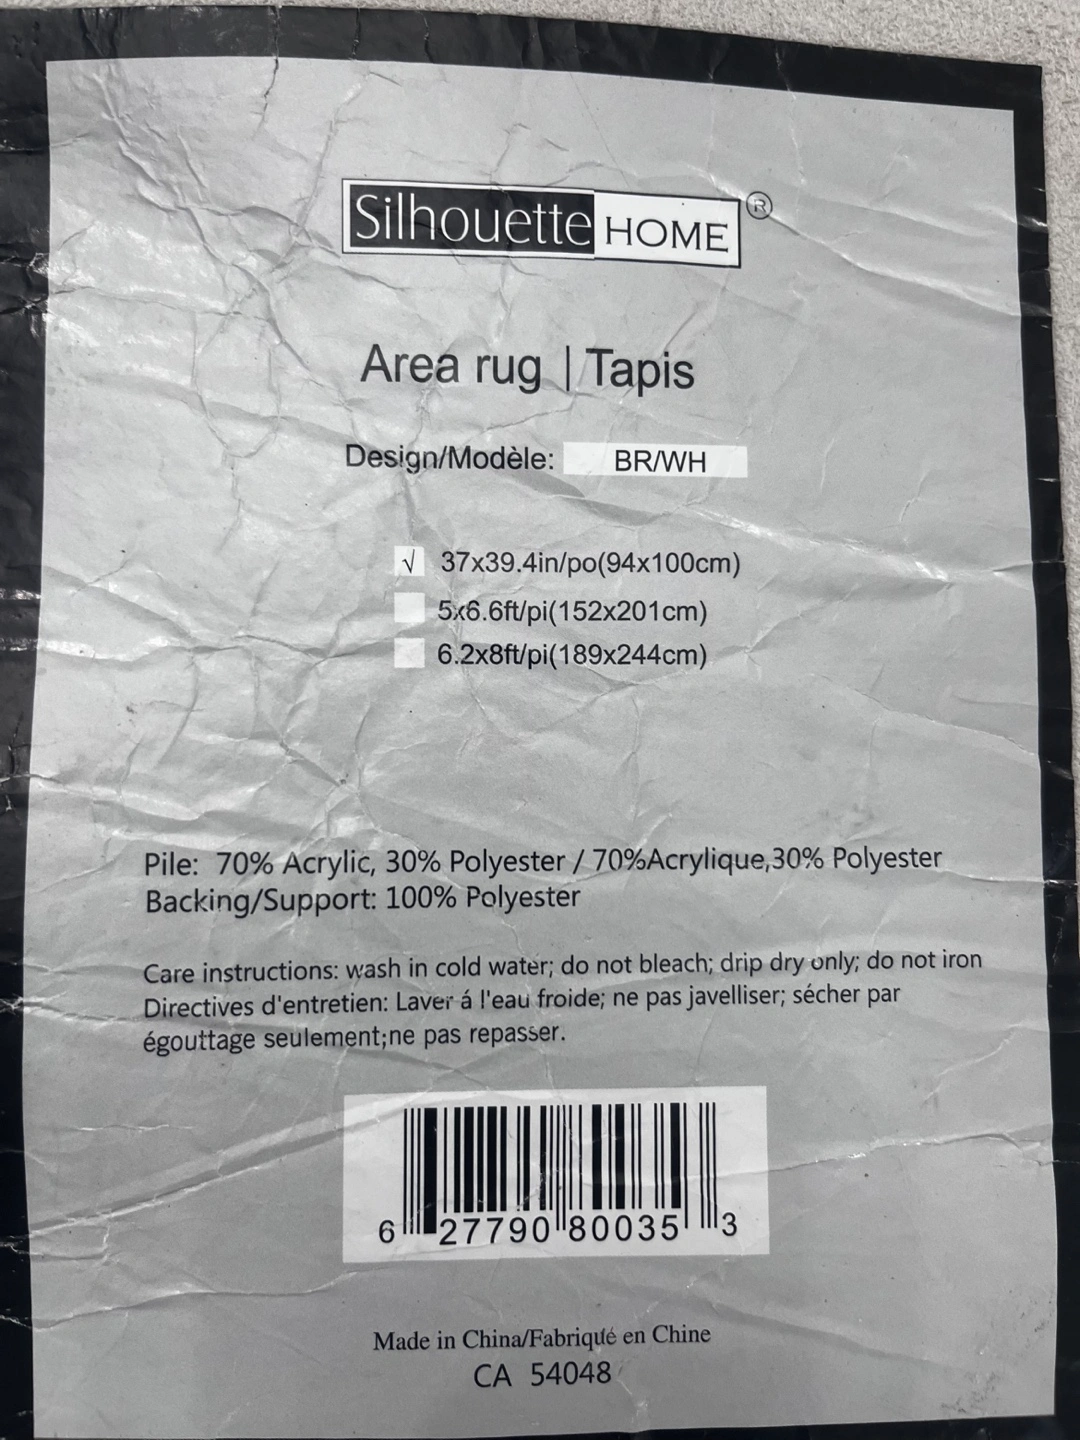 Silhouette HOME ®
Area rug | Tapis
Design/Modèle: BR/WH
√ 37x39.4in/po(94x100cm)
5x6.6ft/pi(152x201cm)
6.2x8ft/pi(189x244cm)
Pile: 70% Acrylic, 30% Polyester / 70%Acrylique,30% Polyester
Backing/Support: 100% Polyester
Care instructions: wash in cold water; do not bleach; drip dry only; do not iron
Directives d'entretien: Laver á l'eau froide; ne pas javelliser; sécher par
égouttage seulement;ne pas repasser.
6 27790 80035 3
Made in China/Fabriqué en Chine
CA 54048